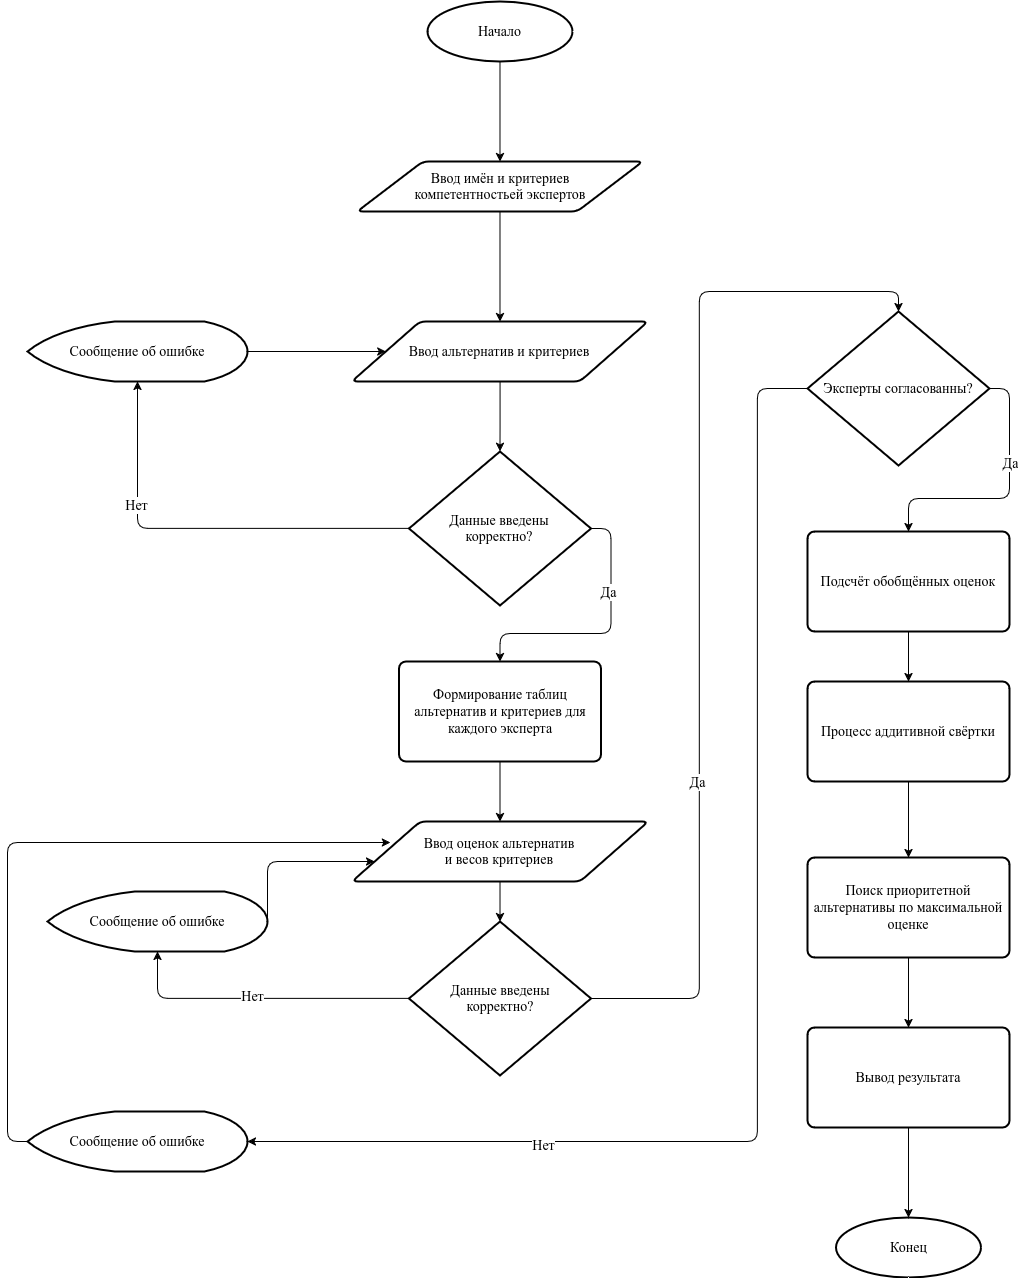 Начало
Ввод имён и критериев
компетентностьей экспертов
Сообщение об ошибке
Ввод альтернатив и критериев
Нет
Данные введены
корректно?
Да
Формирование таблиц
альтернатив и критериев для
каждого эксперта
Ввод оценок альтернатив
и весов критериев
Сообщение об ошибке
Нет
Данные введены
корректно?
Да
Эксперты согласованны?
Нет
Сообщение об ошибке
Да
Подсчёт обобщённых оценок
Процесс аддитивной свёртки
Поиск приоритетной
альтернативы по максимальной
оценке
Вывод результата
Конец